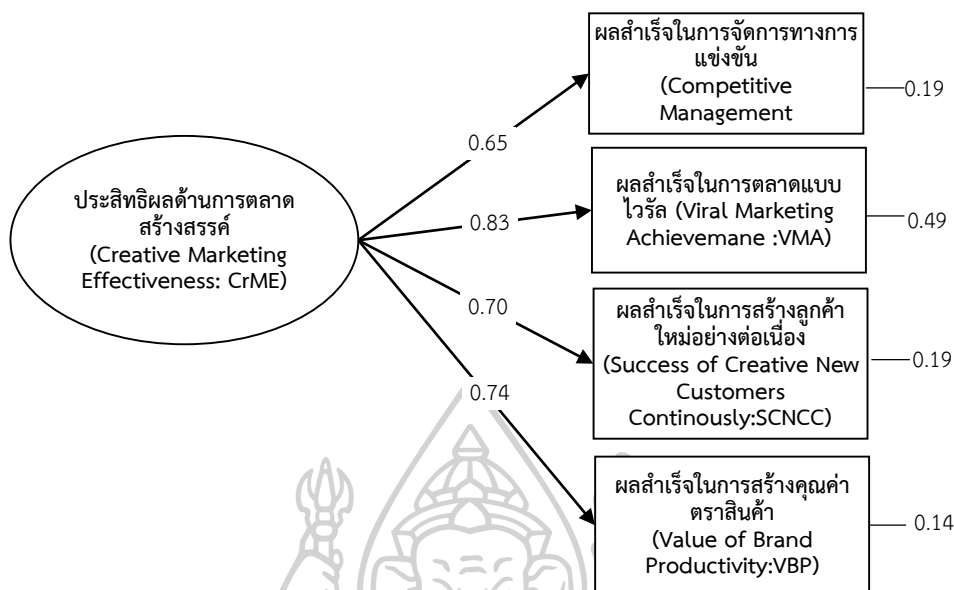 ผลสำเร็จในการจัดการทางการ
แข่งขัน
(Competitive
Management
0.19
0.65
ประสิทธิผลด้านการตลาด
สร้างสรรค์
(Creative Marketing
Effectiveness: CrME)
ผลสำเร็จในการตลาดแบบ
ไวรัล (Viral Marketing
Achievemane :VMA)
0.49
0.83
0.70
ผลสำเร็จในการสร้างลูกค้า
ใหม่อย่างต่อเนื่อง
(Success of Creative New
Customers
Continously:SCNCC)
0.19
0.74
ผลสำเร็จในการสร้างคุณค่า
ตราสินค้า
(Value of Brand
Productivity:VBP)
0.14